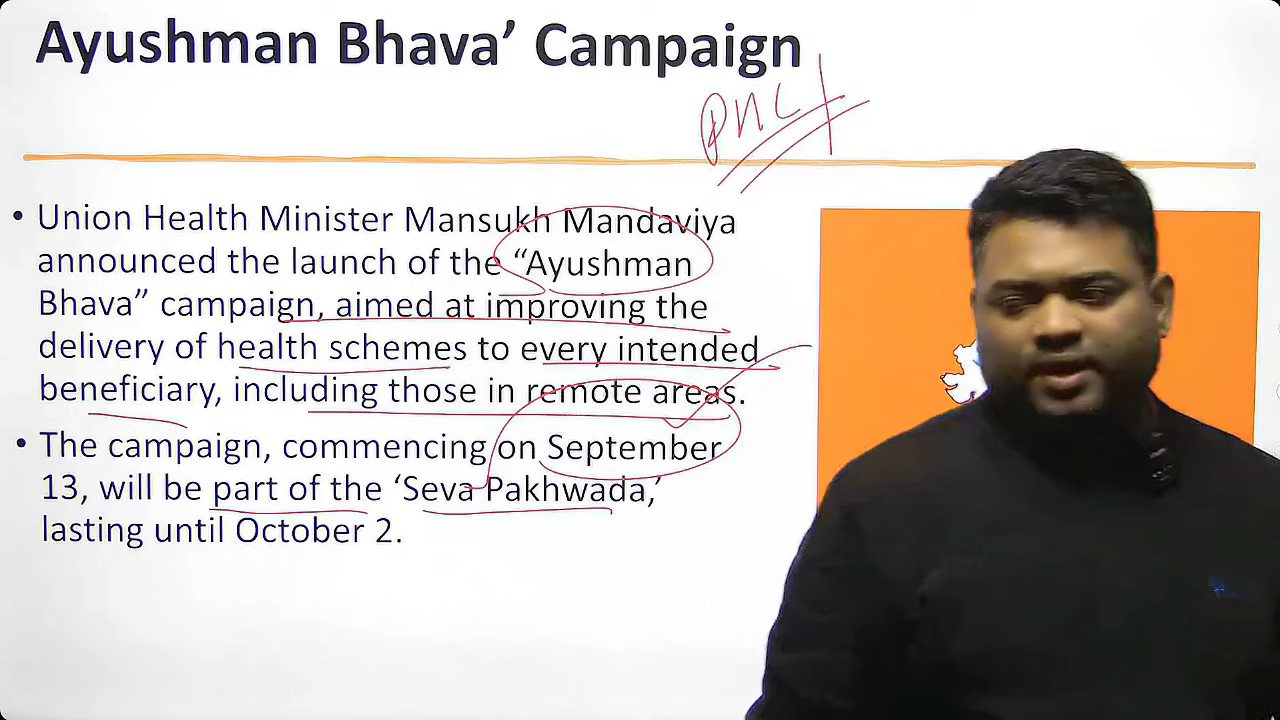 Ayushman Bhava’ Campaign
• Union Health Minister Mansukh Mandaviya
announced the launch of the “Ayushman
Bhava” campaign, aimed at improving the
delivery of health schemes to every intended
beneficiary, including those in remote areas.
• The campaign, commencing on September
13, will be part of the ‘Seva Pakhwada,’
lasting until October 2.